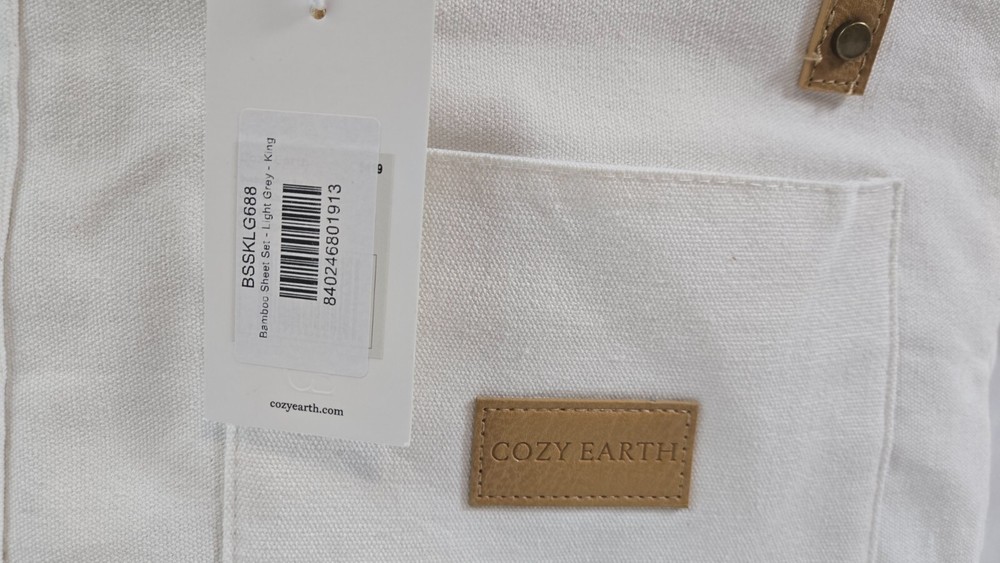 BSSKLG688
Bamboo Sheet Set - Light Grey - King
840246801913
cozyearth.com
COZY EARTH